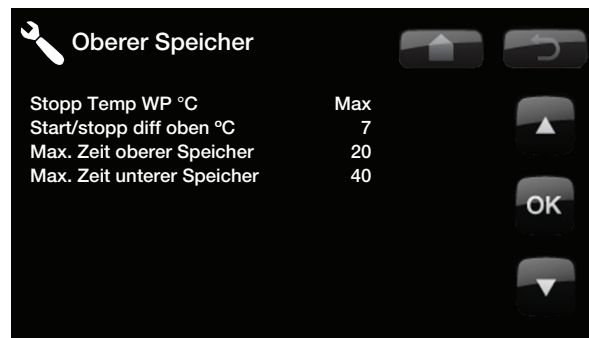 Oberer Speicher
Stopp Temp WP °C Max
Start/stopp diff oben ºC 7
Max. Zeit oberer Speicher 20
Max. Zeit unterer Speicher 40
OK